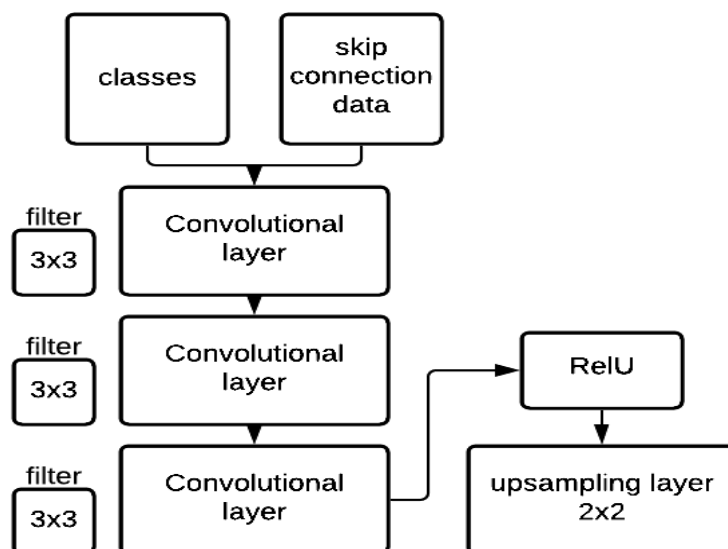 classes
skip
connection
data
filter
3x3
Convolutional
layer
filter
3x3
Convolutional
layer
RelU
filter
3x3
Convolutional
layer
upsampling layer
2x2